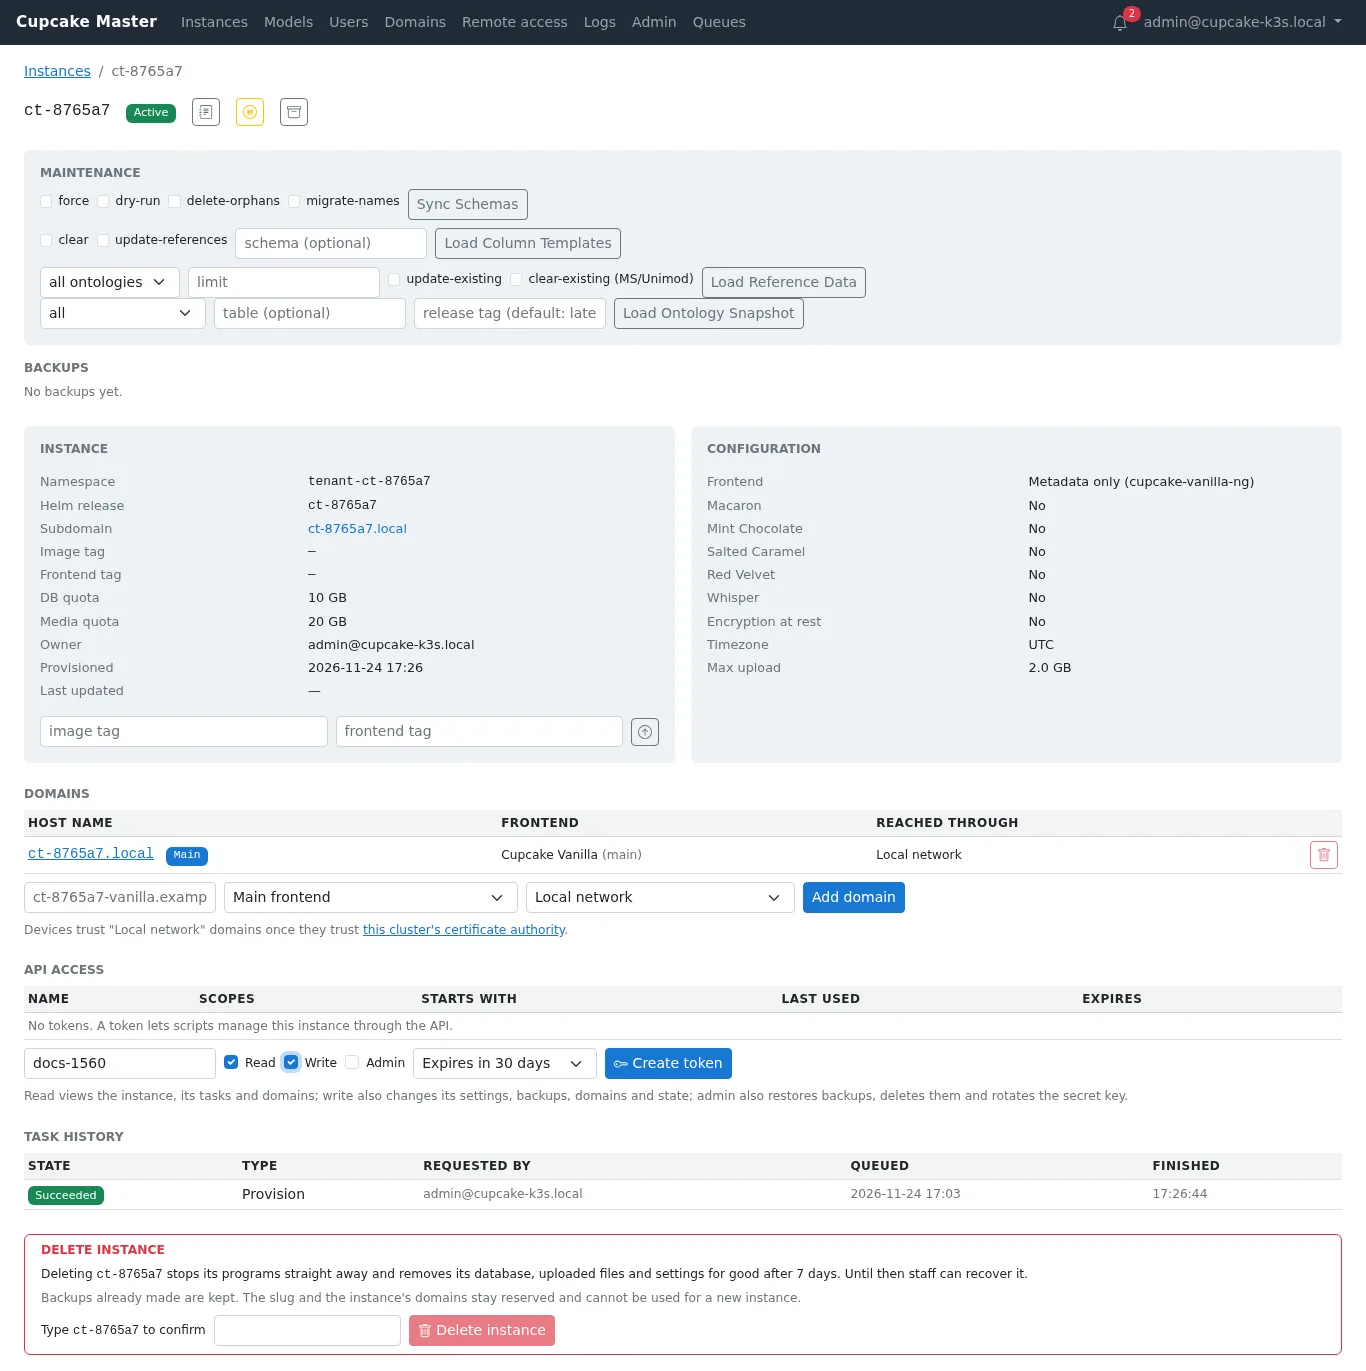 Cupcake Master Instances Models Users Domains Remote access Logs Admin Queues 2 admin@cupcake-k3s.local
Instances / ct-8765a7
ct-8765a7 Active
MAINTENANCE
force dry-run delete-orphans migrate-names Sync Schemas
clear update-references schema (optional) Load Column Templates
all ontologies limit update-existing clear-existing (MS/Unimod) Load Reference Data
all table (optional) release tag (default: late Load Ontology Snapshot
BACKUPS
No backups yet.
INSTANCE
Namespace tenant-ct-8765a7
Helm release ct-8765a7
Subdomain ct-8765a7.local
Image tag —
Frontend tag —
DB quota 10 GB
Media quota 20 GB
Owner admin@cupcake-k3s.local
Provisioned 2026-11-24 17:26
Last updated —
image tag frontend tag
CONFIGURATION
Frontend Metadata only (cupcake-vanilla-ng)
Macaron No
Mint Chocolate No
Salted Caramel No
Red Velvet No
Whisper No
Encryption at rest No
Timezone UTC
Max upload 2.0 GB
DOMAINS
HOST NAME FRONTEND REACHED THROUGH
ct-8765a7.local Main Cupcake Vanilla (main) Local network
ct-8765a7-vanilla.examp Main frontend Local network Add domain
Devices trust "Local network" domains once they trust this cluster's certificate authority.
API ACCESS
NAME SCOPES STARTS WITH LAST USED EXPIRES
No tokens. A token lets scripts manage this instance through the API.
docs-1560 Read Write Admin Expires in 30 days Create token
Read views the instance, its tasks and domains; write also changes its settings, backups, domains and state; admin also restores backups, deletes them and rotates the secret key.
TASK HISTORY
STATE TYPE REQUESTED BY QUEUED FINISHED
Succeeded Provision admin@cupcake-k3s.local 2026-11-24 17:03 17:26:44
DELETE INSTANCE
Deleting ct-8765a7 stops its programs straight away and removes its database, uploaded files and settings for good after 7 days. Until then staff can recover it.
Backups already made are kept. The slug and the instance's domains stay reserved and cannot be used for a new instance.
Type ct-8765a7 to confirm Delete instance